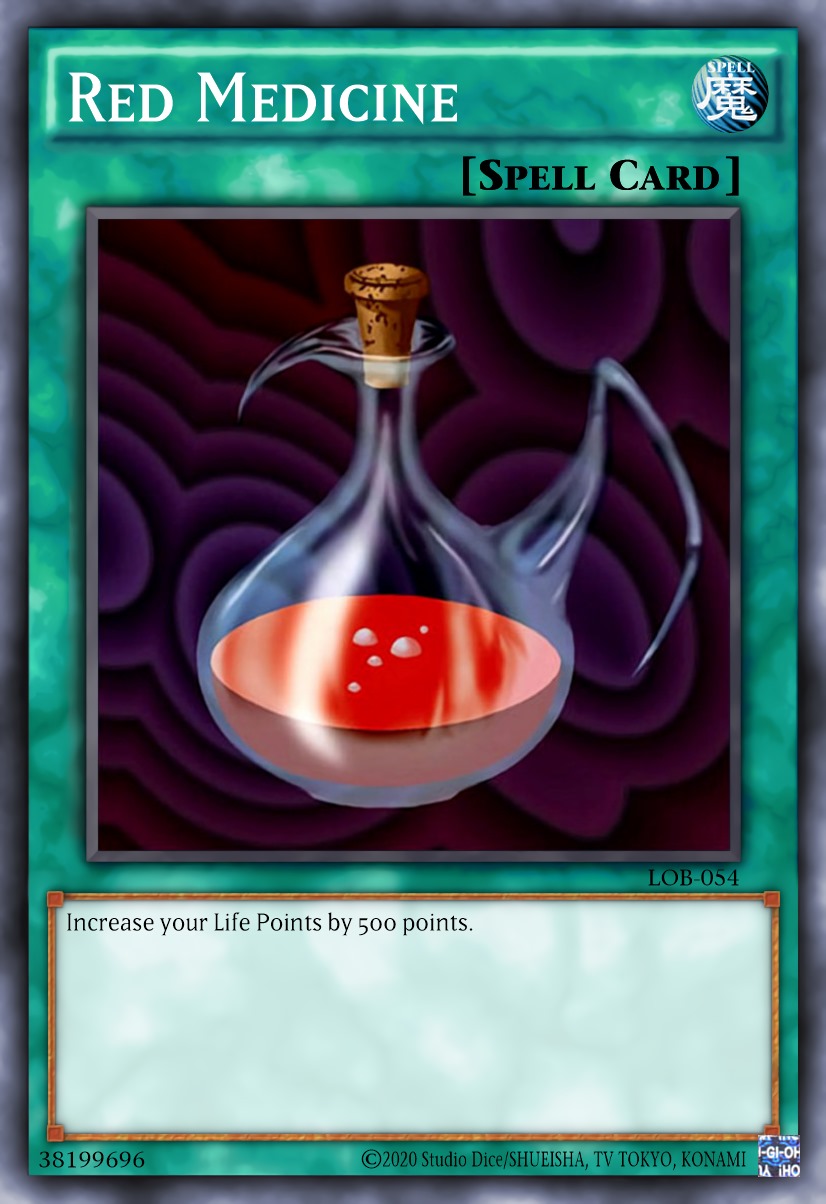 Red Medicine
SPELL
魔
[Spell Card]
LOB-054
Increase your Life Points by 500 points.
38199696
©2020 Studio Dice/SHUEISHA, TV TOKYO, KONAMI